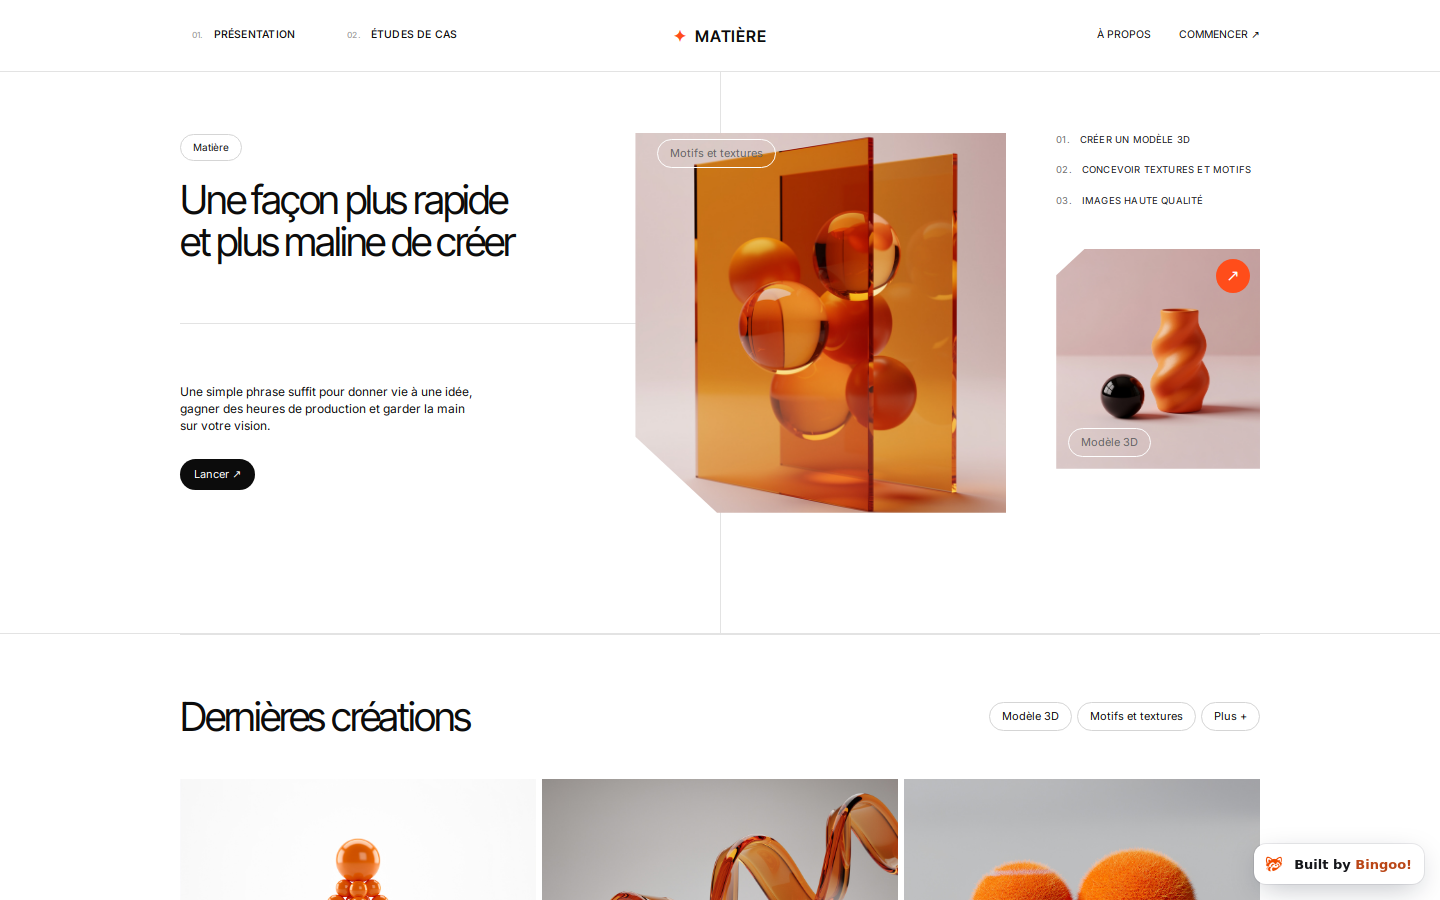 01. PRÉSENTATION
02. ÉTUDES DE CAS
✦ MATIÈRE
À PROPOS
COMMENCER ↗
Matière
Une façon plus rapide
et plus maline de créer
Une simple phrase suffit pour donner vie à une idée,
gagner des heures de production et garder la main
sur votre vision.
Lancer ↗
Motifs et textures
01. CRÉER UN MODÈLE 3D
02. CONCEVOIR TEXTURES ET MOTIFS
03. IMAGES HAUTE QUALITÉ
↗
Modèle 3D
Dernières créations
Modèle 3D
Motifs et textures
Plus +
Built by Bingoo!